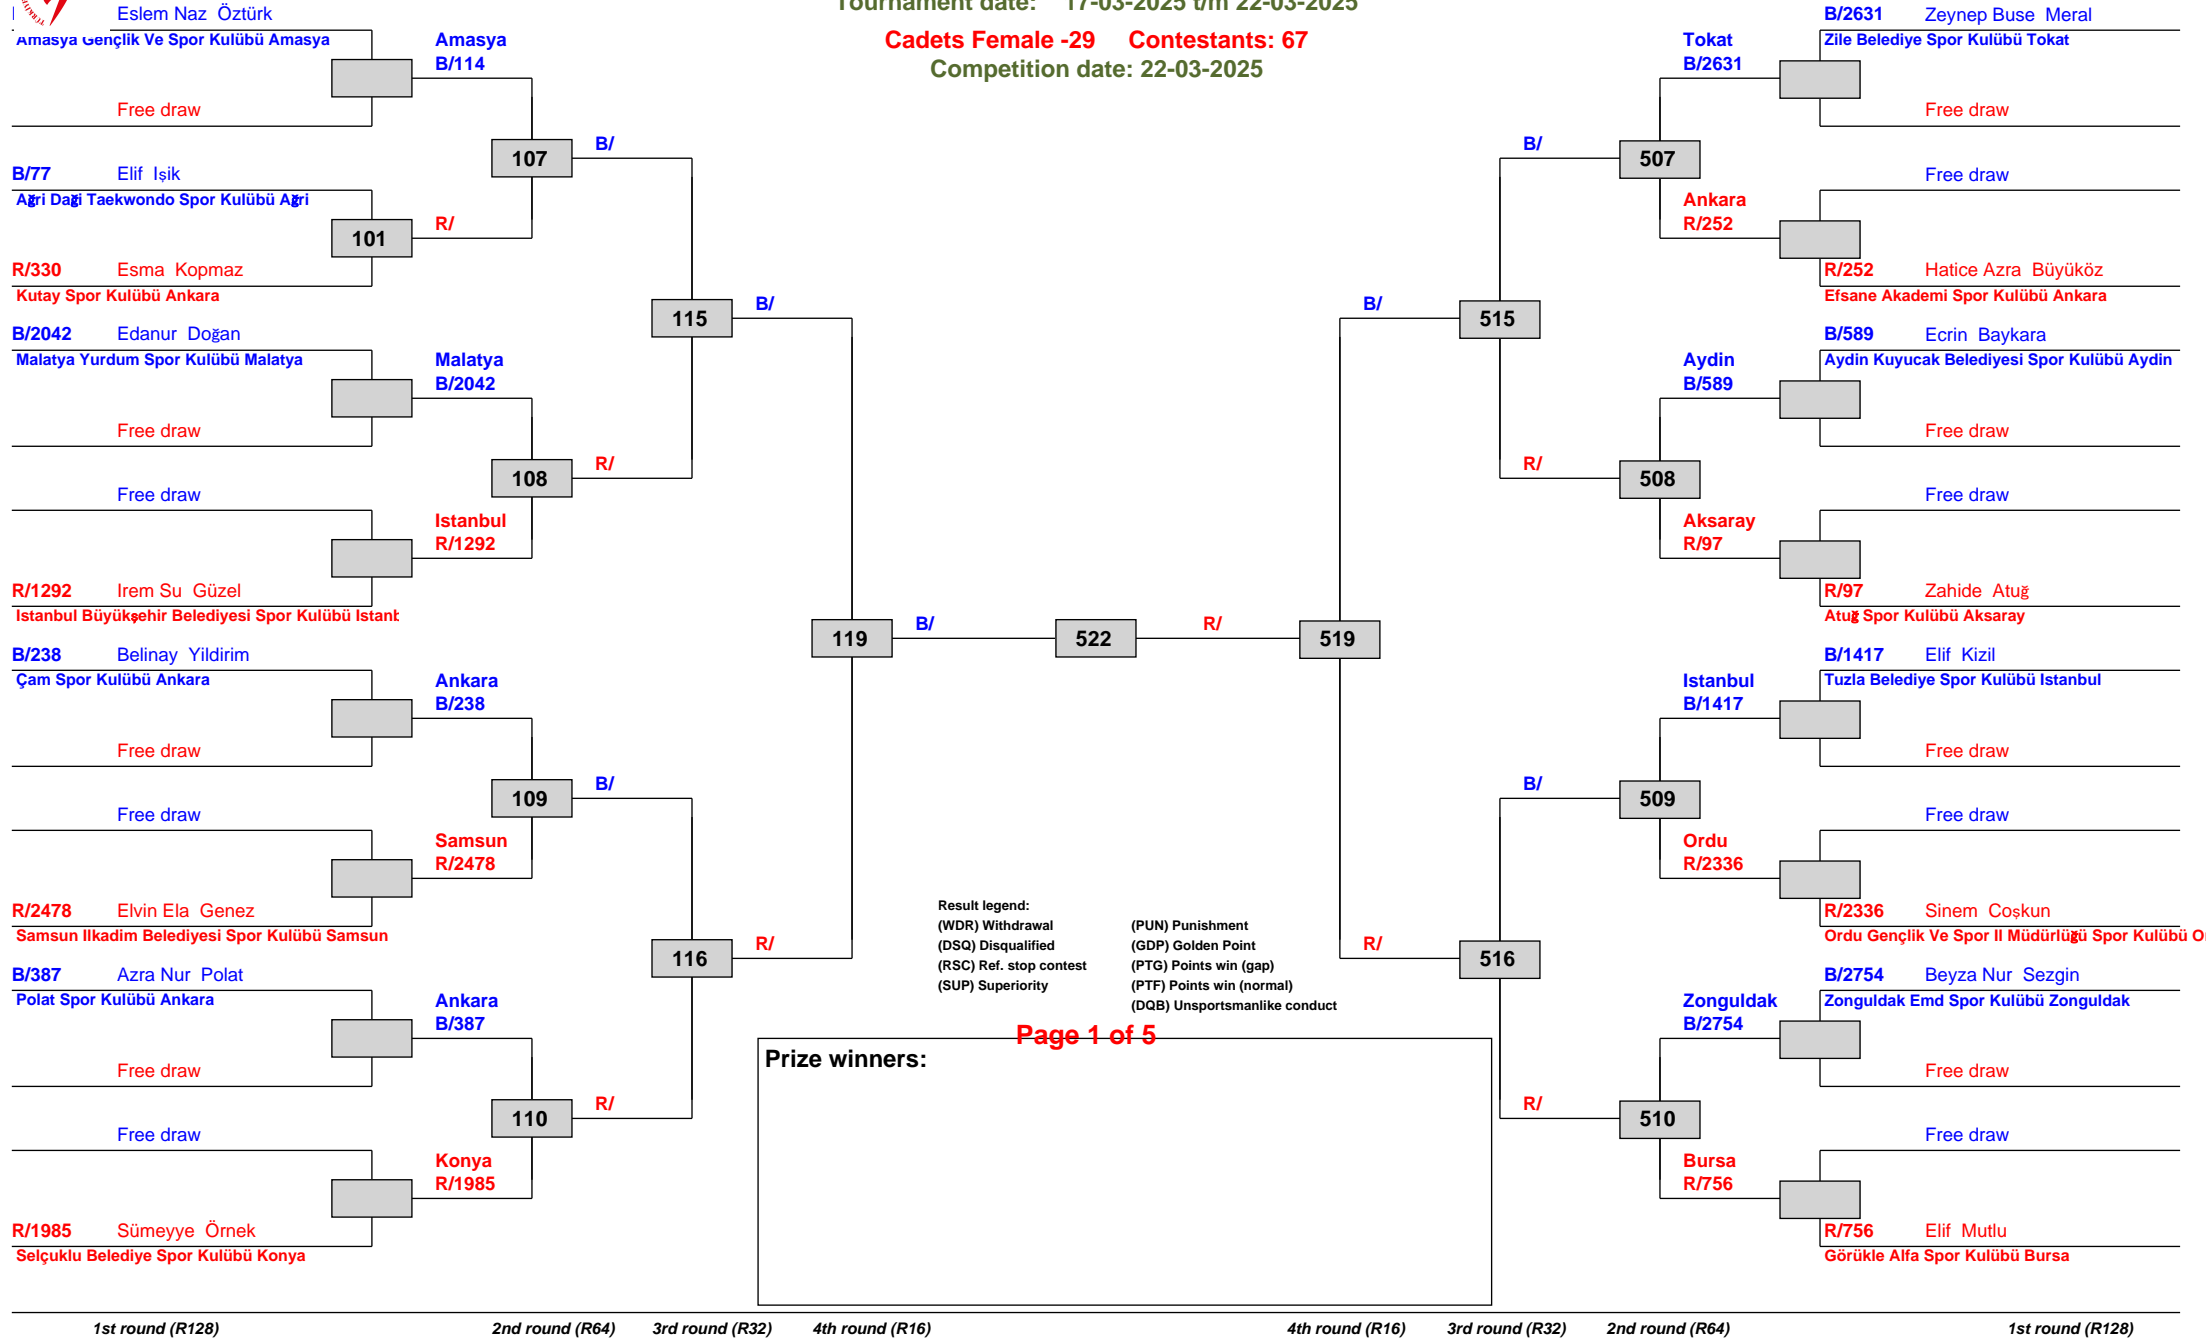 Tournament date: 17-03-2025 t/m 22-03-2025
Cadets Female -29 Contestants: 67
Competition date: 22-03-2025
Eslem Naz Öztürk
Amasya Gençlik Ve Spor Kulübü Amasya
Free draw
Amasya
B/114
B/77 Elif Işik
Ağri Daği Taekwondo Spor Kulübü Ağri
R/330 Esma Kopmaz
Kutay Spor Kulübü Ankara
101
R/
107
B/
B/2042 Edanur Doğan
Malatya Yurdum Spor Kulübü Malatya
Free draw
Malatya
B/2042
Free draw
R/1292 Irem Su Güzel
Istanbul Büyükşehir Belediyesi Spor Kulübü Istanb
Istanbul
R/1292
108
R/
115
B/
B/238 Belinay Yildirim
Çam Spor Kulübü Ankara
Free draw
Ankara
B/238
Free draw
R/2478 Elvin Ela Genez
Samsun Ilkadim Belediyesi Spor Kulübü Samsun
Samsun
R/2478
109
B/
B/387 Azra Nur Polat
Polat Spor Kulübü Ankara
Free draw
Ankara
B/387
Free draw
R/1985 Sümeyye Örnek
Selçuklu Belediye Spor Kulübü Konya
Konya
R/1985
110
R/
116
R/
119
B/
522
R/
519
B/2631 Zeynep Buse Meral
Zile Belediye Spor Kulübü Tokat
Free draw
Tokat
B/2631
Free draw
R/252 Hatice Azra Büyüköz
Efsane Akademi Spor Kulübü Ankara
Ankara
R/252
507
B/
B/589 Ecrin Baykara
Aydin Kuyucak Belediyesi Spor Kulübü Aydin
Free draw
Aydin
B/589
Free draw
R/97 Zahide Atuğ
Atuğ Spor Kulübü Aksaray
Aksaray
R/97
508
R/
515
B/
B/1417 Elif Kizil
Tuzla Belediye Spor Kulübü Istanbul
Free draw
Istanbul
B/1417
Free draw
R/2336 Sinem Coşkun
Ordu Gençlik Ve Spor Il Müdürlüğü Spor Kulübü O
Ordu
R/2336
509
B/
B/2754 Beyza Nur Sezgin
Zonguldak Emd Spor Kulübü Zonguldak
Free draw
Zonguldak
B/2754
Free draw
R/756 Elif Mutlu
Görükle Alfa Spor Kulübü Bursa
Bursa
R/756
510
R/
516
R/
Result legend:
(WDR) Withdrawal (PUN) Punishment
(DSQ) Disqualified (GDP) Golden Point
(RSC) Ref. stop contest (PTG) Points win (gap)
(SUP) Superiority (PTF) Points win (normal)
(DQB) Unsportsmanlike conduct
Page 1 of 5
Prize winners:
1st round (R128) 2nd round (R64) 3rd round (R32) 4th round (R16) 4th round (R16) 3rd round (R32) 2nd round (R64) 1st round (R128)